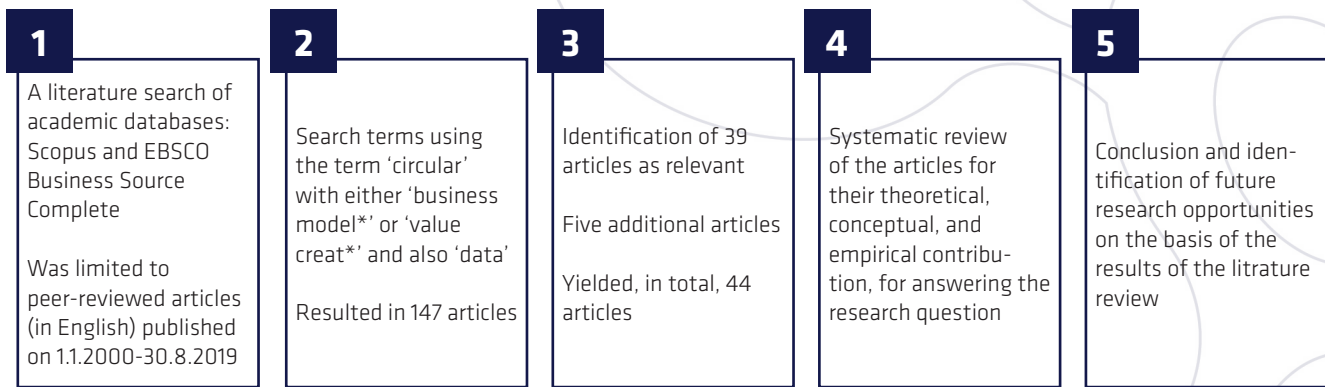 1
A literature search of
academic databases:
Scopus and EBSCO
Business Source
Complete
Was limited to
peer-reviewed articles
(in English) published
on 1.1.2000-30.8.2019
2
Search terms using
the term ‘circular’
with either ‘business
model*’ or ‘value
creat*’ and also ‘data’
Resulted in 147 articles
3
Identification of 39
articles as relevant
Five additional articles
Yielded, in total, 44
articles
4
Systematic review
of the articles for
their theoretical,
conceptual, and
empirical contribu-
tion, for answering the
research question
5
Conclusion and iden-
tification of future
research opportunities
on the basis of the
results of the litrature
review